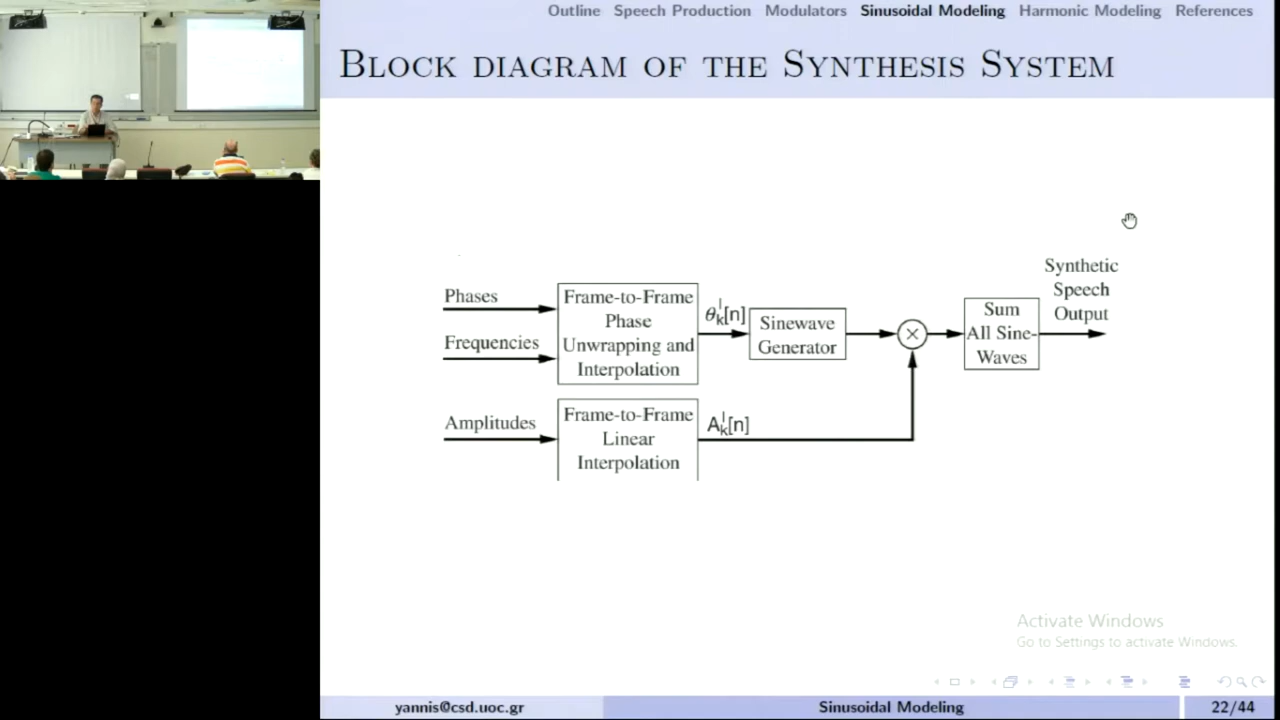 Outline Speech Production Modulators Sinusoidal Modeling Harmonic Modeling References
BLOCK DIAGRAM OF THE SYNTHESIS SYSTEM
Phases
Frequencies
Frame-to-Frame
Phase
Unwrapping and
Interpolation
θₖˡ[n]
Sinewave
Generator
×
Sum
All Sine-
Waves
Synthetic
Speech
Output
Amplitudes
Frame-to-Frame
Linear
Interpolation
Aₖˡ[n]
Activate Windows
Go to Settings to activate Windows.
yannis@csd.uoc.gr Sinusoidal Modeling 22/44